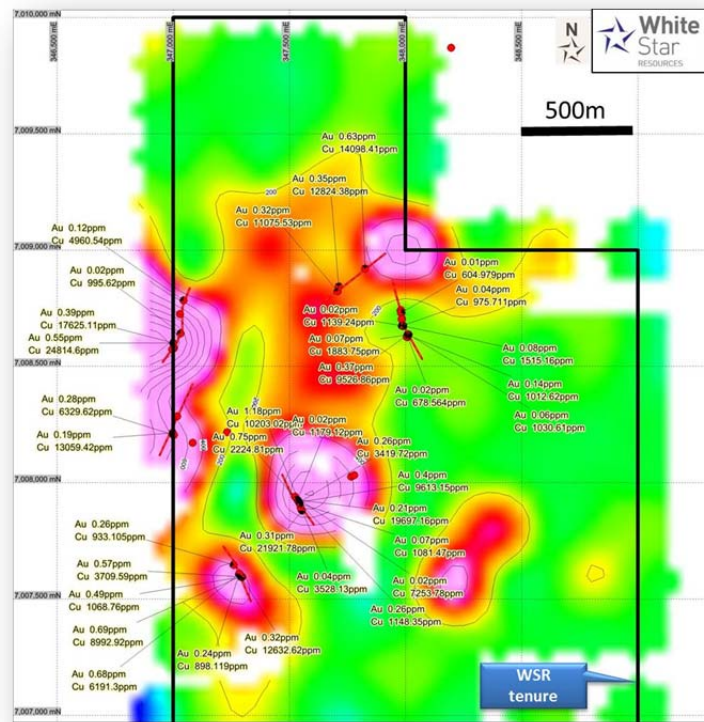 7,010,000 mN
346,500 mE
347,000 mE
347,500 mE
348,000 mE
348,500 mE
N
White
Star
RESOURCES
500m
7,009,500 mN
Au 0.63ppm
Cu 14098.41ppm
Au 0.35ppm
Cu 12824.38ppm
Au 0.32ppm
Cu 11075.53ppm
200
Au 0.12ppm
Cu 4960.54ppm
7,009,000 mN
Au 0.02ppm
Cu 995.62ppm
Au 0.01ppm
Cu 604.979ppm
Au 0.04ppm
Cu 975.711ppm
Au 0.39ppm
Cu 17625.11ppm
Au 0.02ppm
Cu 1139.24ppm
200
Au 0.55ppm
Cu 24814.6ppm
Au 0.07ppm
Cu 1883.75ppm
Au 0.08ppm
Cu 1515.16ppm
7,008,500 mN
Au 0.37ppm
Cu 9526.86ppm
Au 0.02ppm
Cu 678.564ppm
Au 0.14ppm
Cu 1012.62ppm
Au 0.28ppm
Cu 6329.62ppm
200
Au 0.06ppm
Cu 1030.61ppm
Au 1.18ppm
Cu 10203.02ppm
Au 0.02ppm
Cu 1179.12ppm
Au 0.19ppm
Cu 13059.42ppm
Au 0.75ppm
Cu 2224.81ppm
Au 0.26ppm
Cu 3419.72ppm
600
200
7,008,000 mN
Au 0.4ppm
Cu 9613.15ppm
Au 0.26ppm
Cu 933.105ppm
Au 0.31ppm
Cu 21921.78ppm
Au 0.21ppm
Cu 19697.16ppm
Au 0.07ppm
Cu 1081.47ppm
Au 0.57ppm
Cu 3709.59ppm
Au 0.04ppm
Cu 3528.13ppm
Au 0.02ppm
Cu 7253.78ppm
7,007,500 mN
Au 0.49ppm
Cu 1068.76ppm
Au 0.26ppm
Cu 1148.35ppm
Au 0.69ppm
Cu 8992.92ppm
Au 0.32ppm
Cu 12632.62ppm
Au 0.24ppm
Cu 898.119ppm
Au 0.68ppm
Cu 6191.3ppm
WSR
tenure
7,007,000 mN